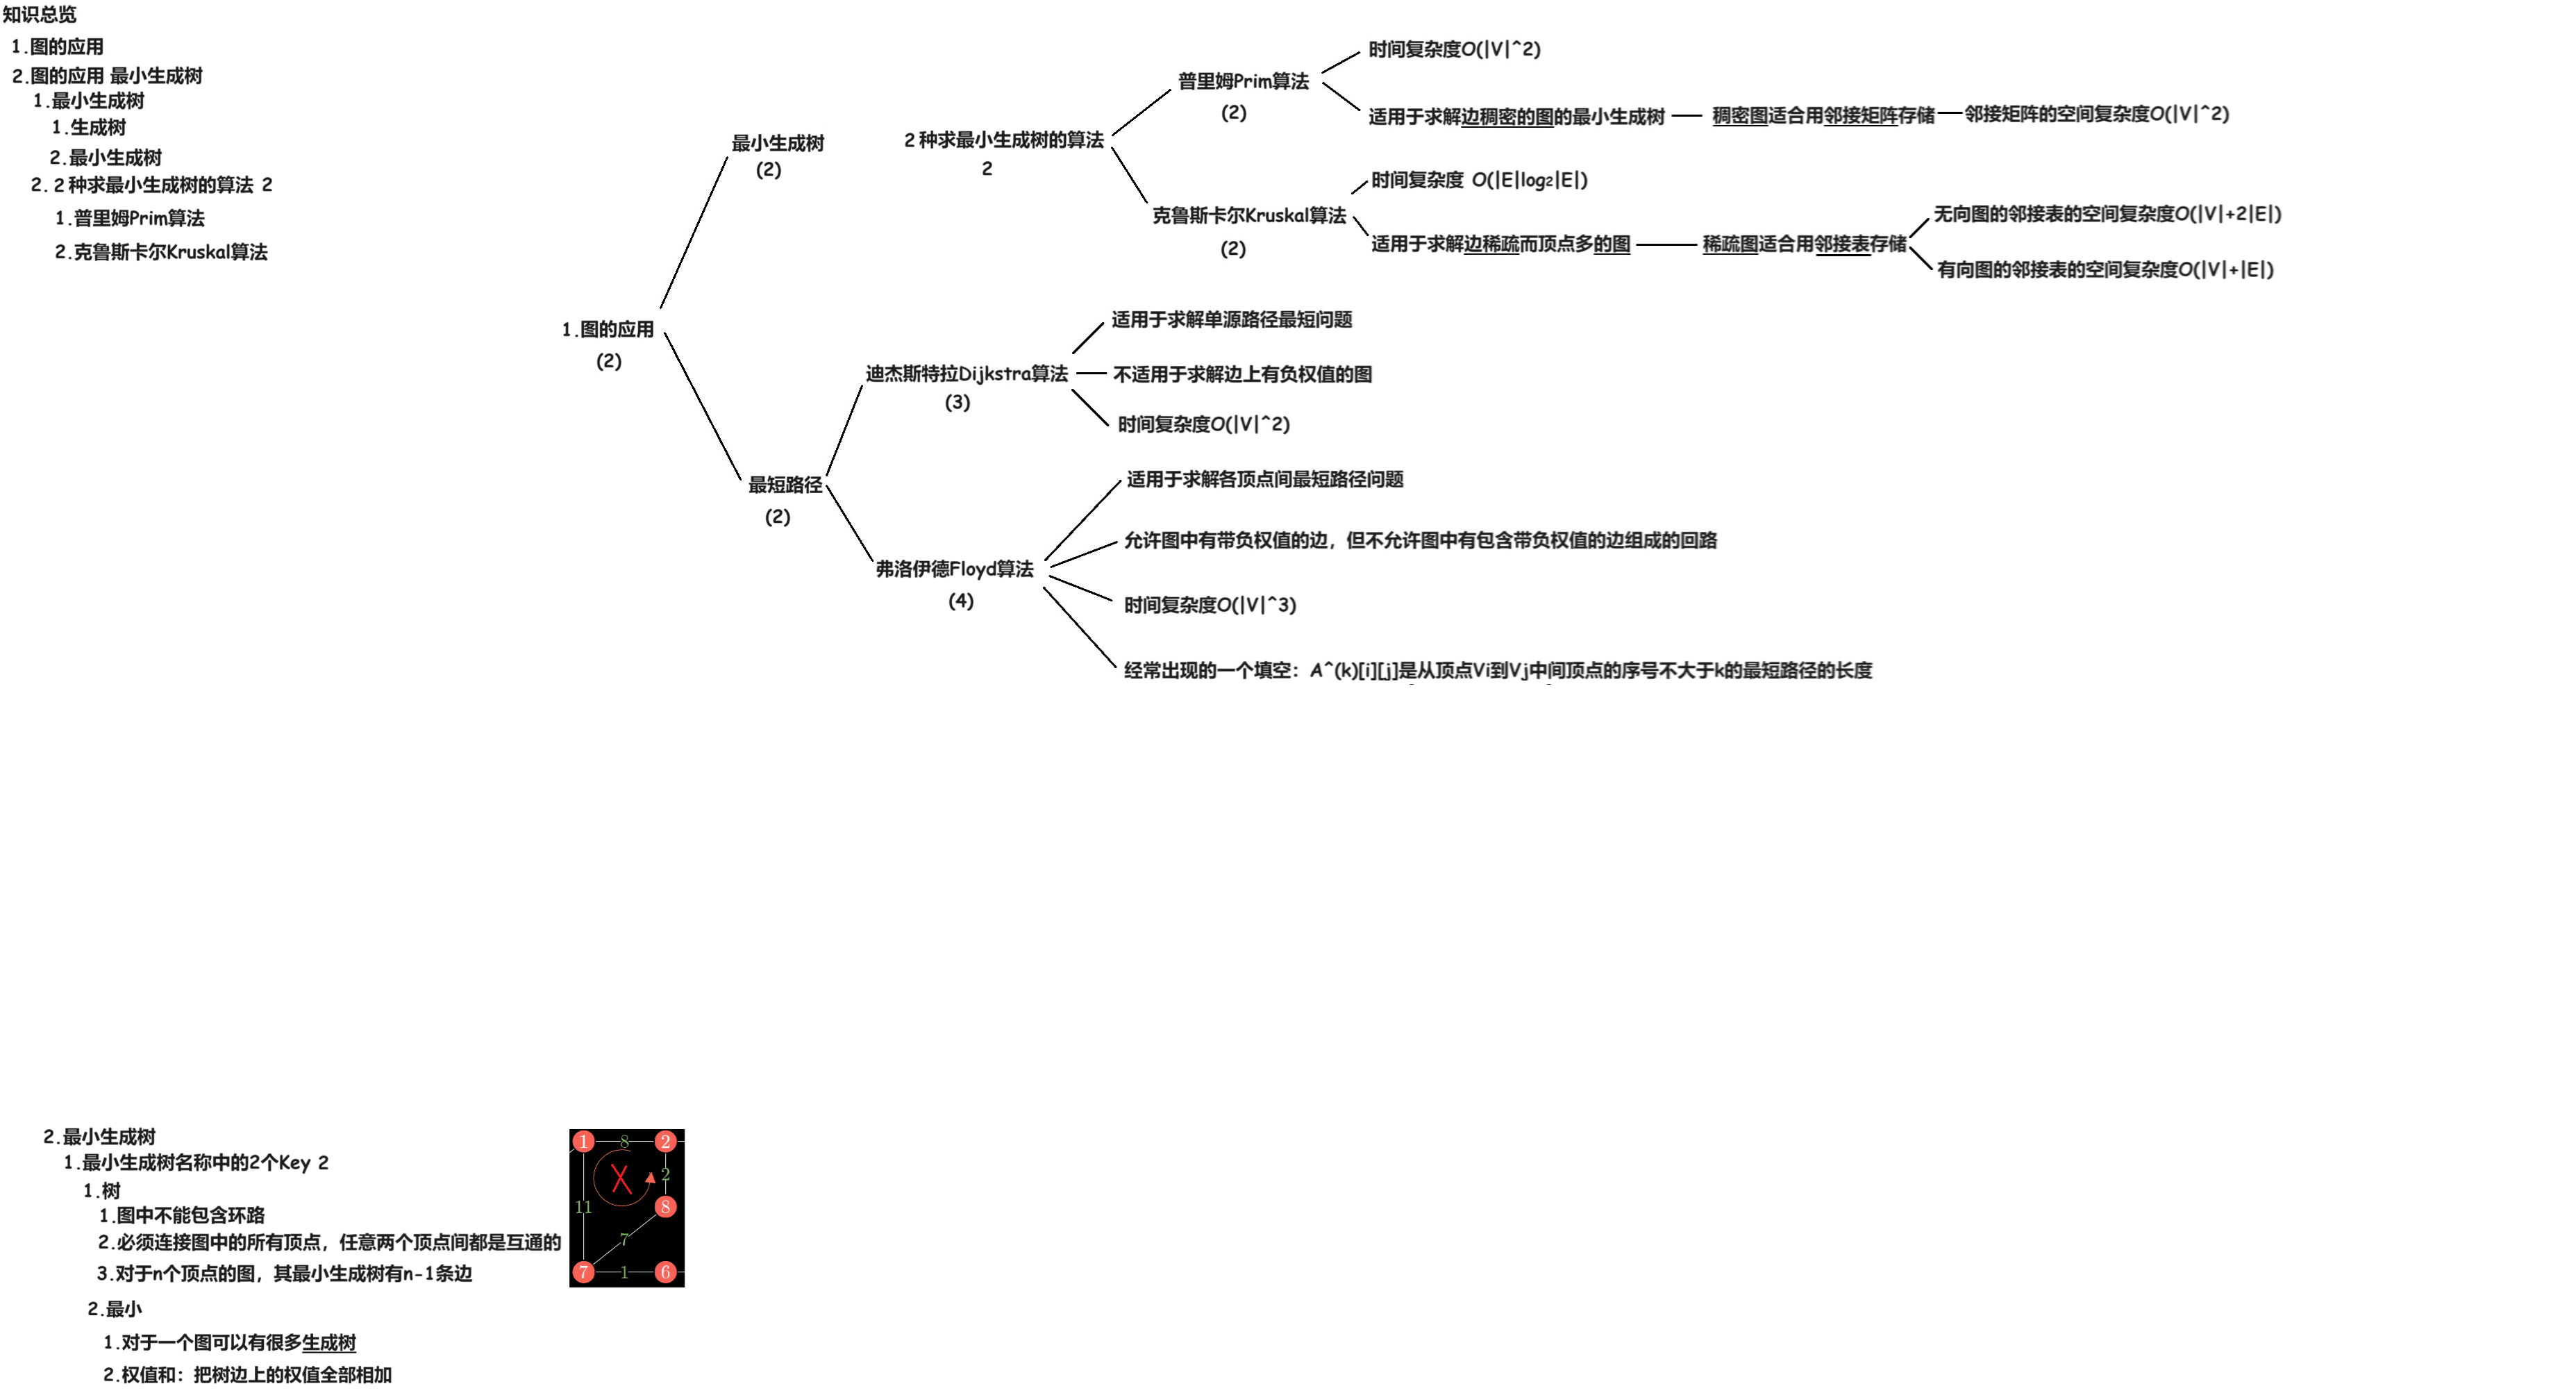 知识总览
1.图的应用
2.图的应用 最小生成树
1.最小生成树
1.生成树
2.最小生成树
2.2种求最小生成树的算法 2
1.普里姆Prim算法
2.克鲁斯卡尔Kruskal算法
1.图的应用
(2)
最小生成树
(2)
2种求最小生成树的算法
2
普里姆Prim算法
(2)
时间复杂度O(|V|^2)
适用于求解边稠密的图的最小生成树
稠密图适合用邻接矩阵存储
邻接矩阵的空间复杂度O(|V|^2)
克鲁斯卡尔Kruskal算法
(2)
时间复杂度 O(|E|log2|E|)
适用于求解边稀疏而顶点多的图
稀疏图适合用邻接表存储
无向图的邻接表的空间复杂度O(|V|+2|E|)
有向图的邻接表的空间复杂度O(|V|+|E|)
最短路径
(2)
迪杰斯特拉Dijkstra算法
(3)
适用于求解单源路径最短问题
不适用于求解边上有负权值的图
时间复杂度O(|V|^2)
弗洛伊德Floyd算法
(4)
适用于求解各顶点间最短路径问题
允许图中有带负权值的边，但不允许图中有包含带负权值的边组成的回路
时间复杂度O(|V|^3)
经常出现的一个填空：A^(k)[i][j]是从顶点Vi到Vj中间顶点的序号不大于k的最短路径的长度
2.最小生成树
1.最小生成树名称中的2个Key 2
1.树
1.图中不能包含环路
2.必须连接图中的所有顶点，任意两个顶点间都是互通的
3.对于n个顶点的图，其最小生成树有n-1条边
2.最小
1.对于一个图可以有很多生成树
2.权值和：把树边上的权值全部相加
1 8 2
2
11 8
7
7 1 6